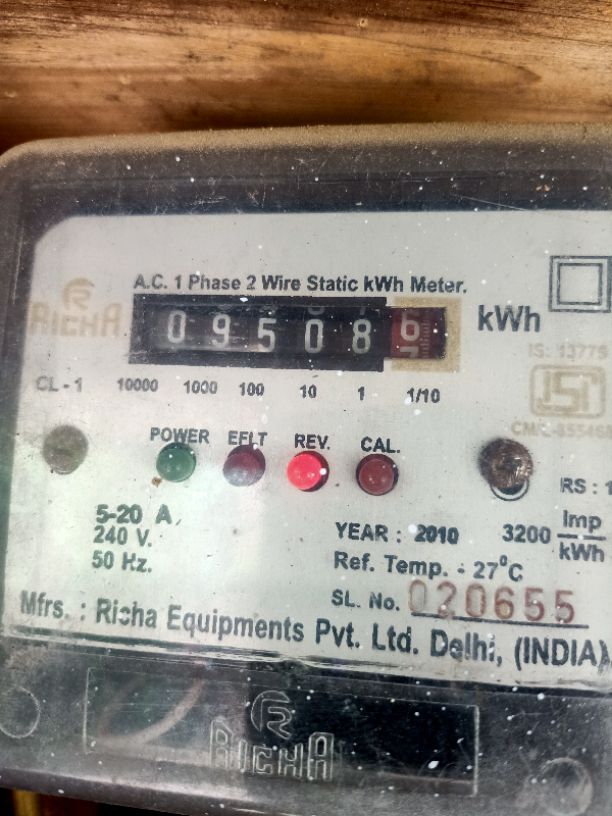 A.C. 1 Phase 2 Wire Static kWh Meter.
RICHA
09508 6 kWh
IS: 13779
CL - 1 10000 1000 100 10 1 1/10
ISI
POWER EFLT REV. CAL.
RS : 1
5-20 A
240 V.
50 Hz.
YEAR : 2010 3200 Imp/kWh
Ref. Temp. - 27°C
SL. No. 020655
Mfrs. : Richa Equipments Pvt. Ltd. Delhi, (INDIA)
RICHA